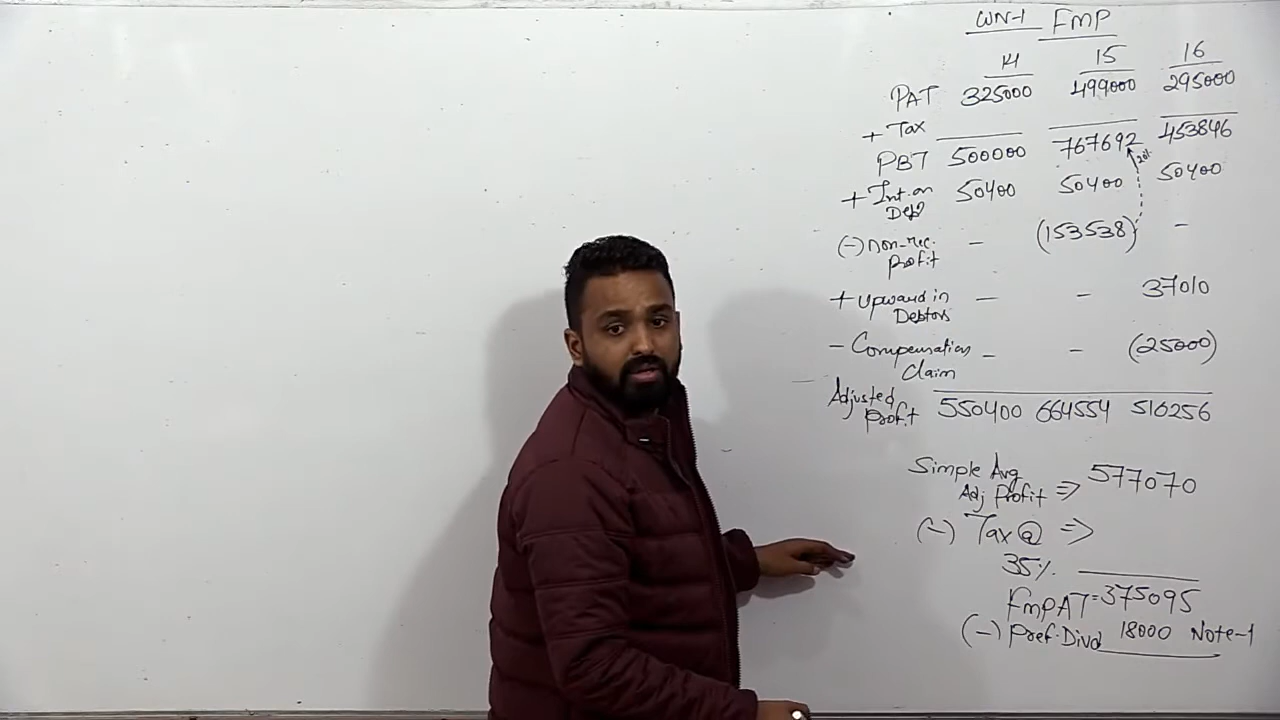 WN-1 FMP
14 15 16
PAT 325000 499000 295000
+ Tax
PBT 500000 767692 453846
20%
+ Int. on 50400 50400 50400
(-) Non-rec. - (153538) -
Profit
+ Upward in - - 37010
Debtors
- Compensation - - (25000)
Claim
Adjusted
Profit 550400 664554 516256
Simple Avg
Adj Profit => 577070
(-) Tax @ =>
35%
FMPAT = 375095
(-) Pref. Divd 18000 Note-1